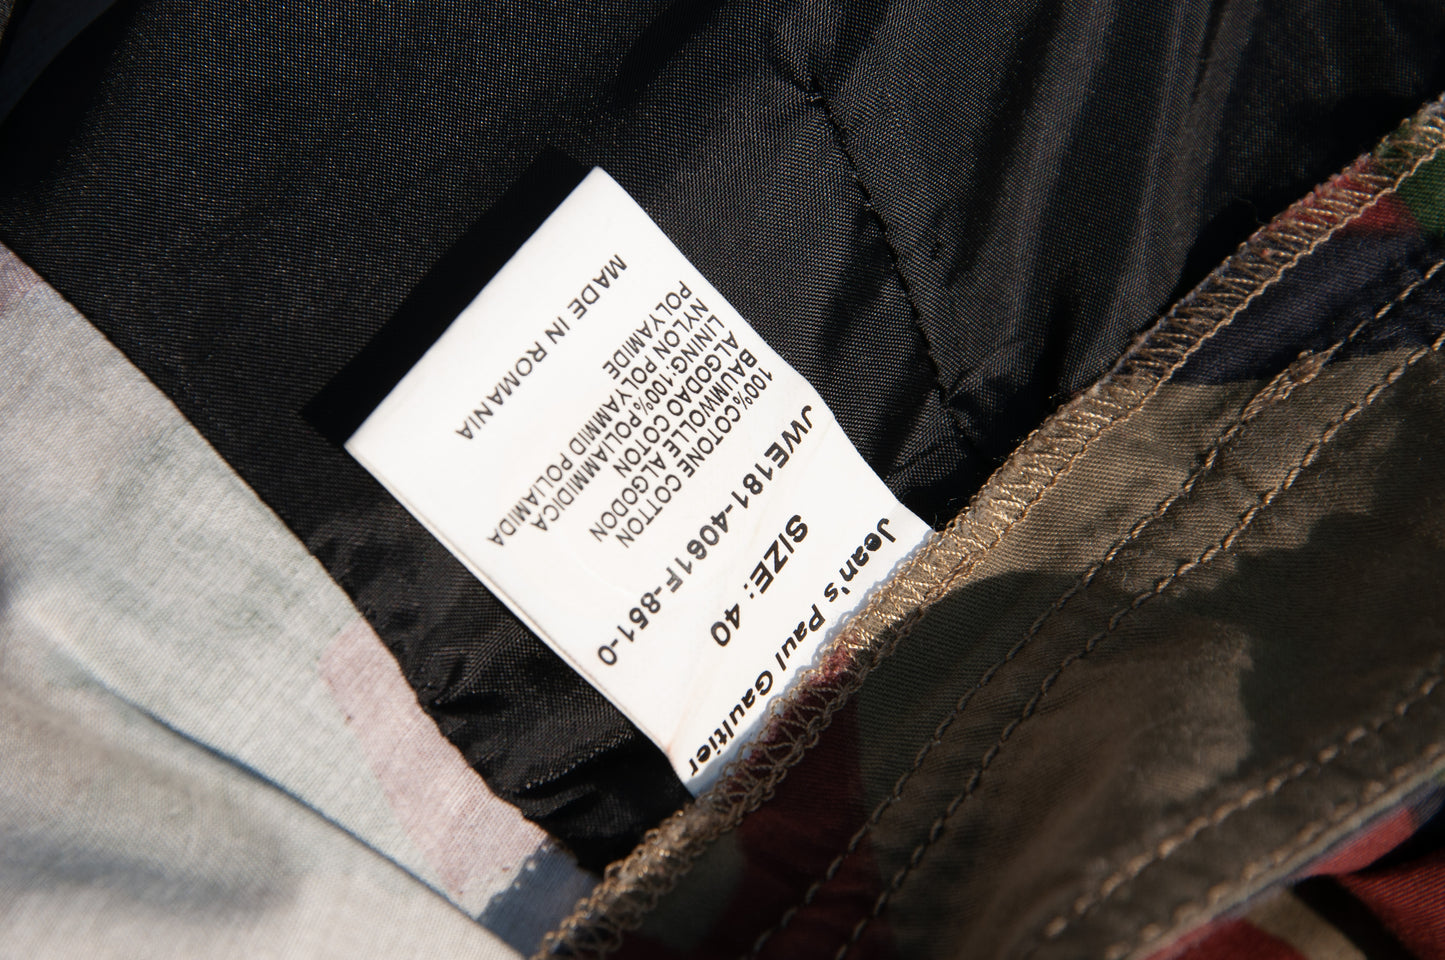 Jean's Paul Gaultier
SIZE: 40
JWE181-4061F-851-0
100%COTONE COTTON
BAUMWOLLE ALGODON
ALGODAO COTON
LINING:100%POLIAMMIDICA
NYLON POLYAMMID POLIAMIDA
POLYAMIDE
MADE IN ROMANIA